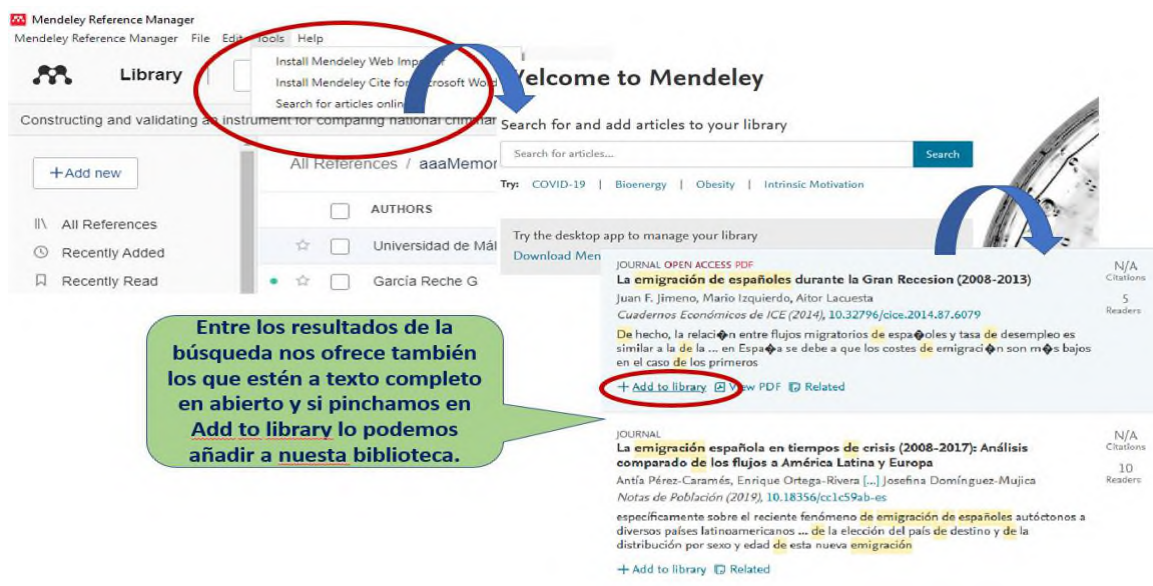 Mendeley Reference Manager
Mendeley Reference Manager File Edit Tools Help
Library
Install Mendeley Web Importer
Install Mendeley Cite for Microsoft Word
Search for articles online
Constructing and validating an instrument for comparing national criminal
+Add new
All References
Recently Added
Recently Read
All References / aaaMemor
AUTHORS
Universidad de Mál
García Reche G
Welcome to Mendeley
Search for and add articles to your library
Search for articles...
Search
Try: COVID-19 | Bioenergy | Obesity | Intrinsic Motivation
Try the desktop app to manage your library
Download Men
JOURNAL OPEN ACCESS PDF
La emigración de españoles durante la Gran Recesion (2008-2013)
Juan F. Jimeno, Mario Izquierdo, Aitor Lacuesta
Cuadernos Económicos de ICE (2014), 10.32796/cice.2014.87.6079
De hecho, la relaci�n entre flujos migratorios de espa�oles y tasa de desempleo es
similar a la de la ... en Espa�a se debe a que los costes de emigraci�n son m�s bajos
en el caso de los primeros
+ Add to library View PDF Related
N/A
Citations
5
Readers
JOURNAL
La emigración española en tiempos de crisis (2008-2017): Análisis
comparado de los flujos a América Latina y Europa
Antía Pérez-Caramés, Enrique Ortega-Rivera [...] Josefina Domínguez-Mujica
Notas de Población (2019), 10.18356/cc1c59ab-es
específicamente sobre el reciente fenómeno de emigración de españoles autóctonos a
diversos países latinoamericanos ... de la elección del país de destino y de la
distribución por sexo y edad de esta nueva emigración
+ Add to library Related
N/A
Citations
10
Readers
Entre los resultados de la
búsqueda nos ofrece también
los que estén a texto completo
en abierto y si pinchamos en
Add to library lo podemos
añadir a nuesta biblioteca.